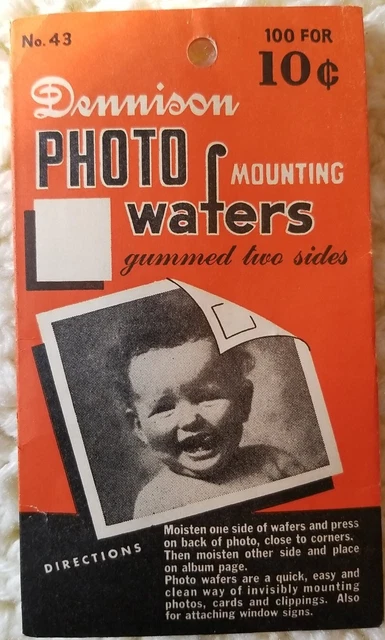 No. 43
100 FOR
10¢
Dennison
PHOTO MOUNTING
wafers
gummed two sides
DIRECTIONS
Moisten one side of wafers and press
on back of photo, close to corners.
Then moisten other side and place
on album page.
Photo wafers are a quick, easy and
clean way of invisibly mounting
photos, cards and clippings. Also
for attaching window signs.